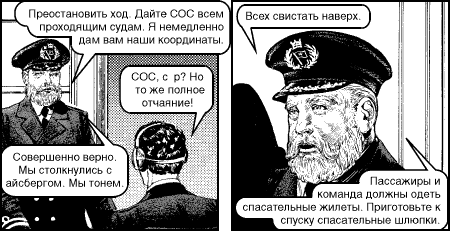 Преостановить ход. Дайте СОС всем
проходящим судам. Я немедленно
дам вам наши координаты.
СОС, с р? Но
то же полное
отчаяние!
Совершенно верно.
Мы столкнулись с
айсбергом. Мы тонем.
Всех свистать наверх.
Пассажиры и
команда должны одеть
спасательные жилеты. Приготовьте к
спуску спасательные шлюпки.